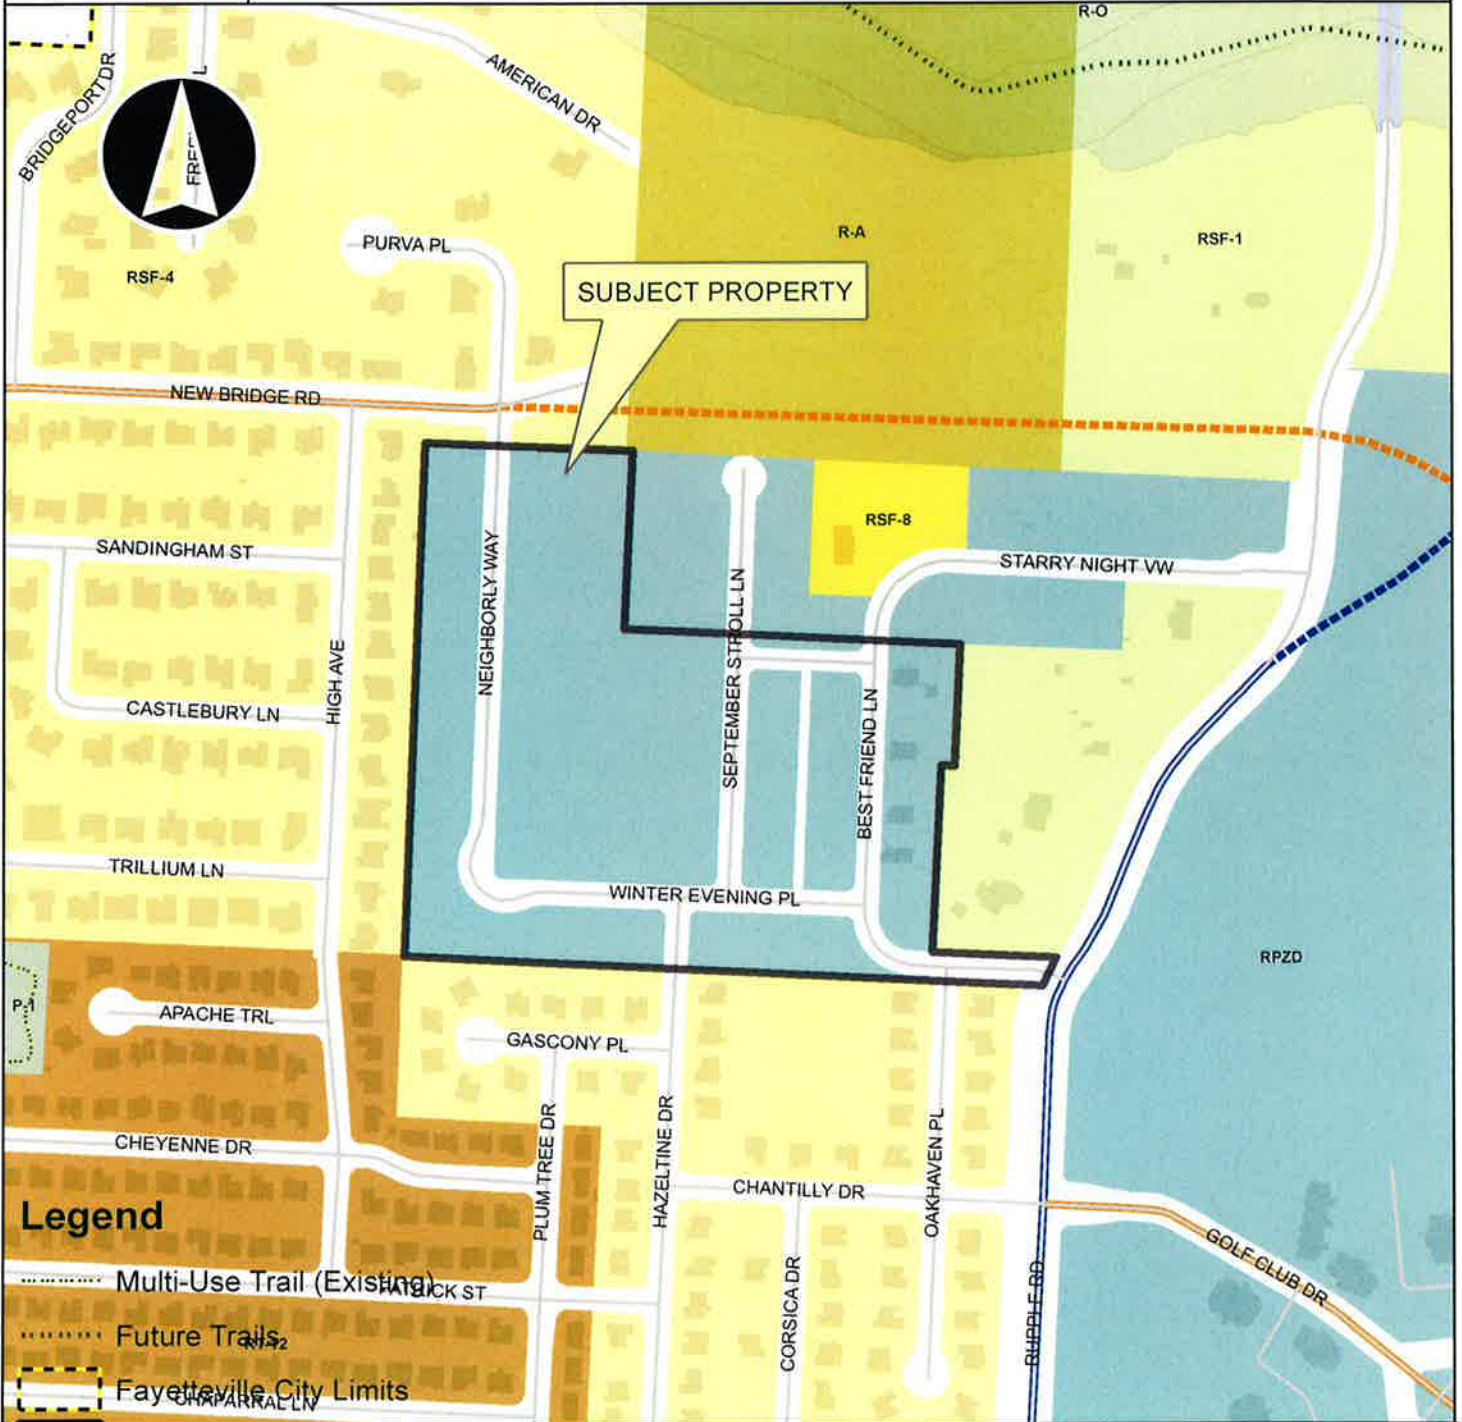 R-O
BRIDGEPORT DR
AMERICAN DR
PURVA PL
R-A
RSF-1
RSF-4
SUBJECT PROPERTY
NEW BRIDGE RD
RSF-8
SANDINGHAM ST
STARRY NIGHT VW
NEIGHBORLY WAY
SEPTEMBER STROLL LN
HIGH AVE
CASTLEBURY LN
BEST FRIEND LN
TRILLIUM LN
WINTER EVENING PL
RPZD
P-1
APACHE TRL
GASCONY PL
CHEYENNE DR
PLUM TREE DR
HAZELTINE DR
OAKHAVEN PL
CHANTILLY DR
GOLF CLUB DR
CORSICA DR
RUPPLE RD
Legend
Multi-Use Trail (Existing)
ST
Future Trails
Fayetteville City Limits
CHAPARRAL LN